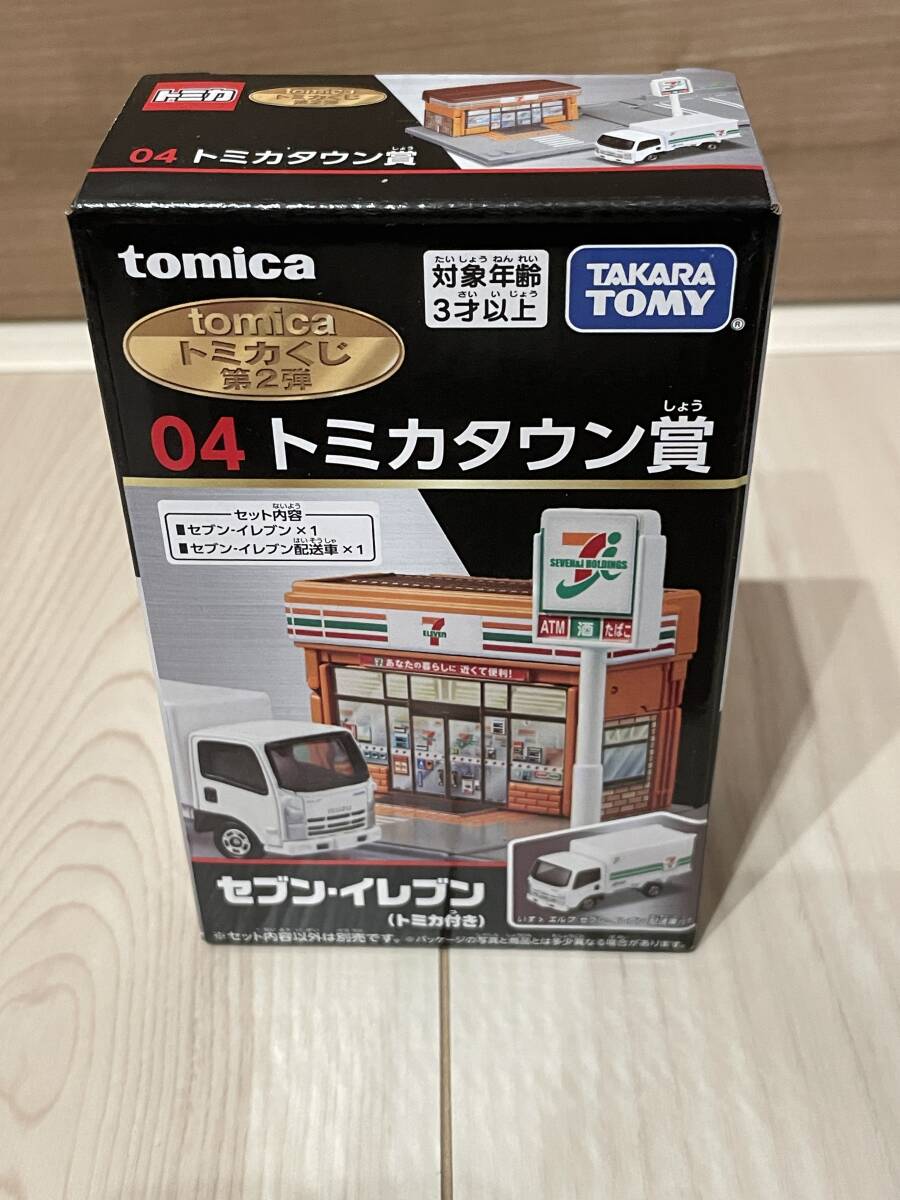 トミカ
tomica
トミカくじ
第2弾
しょう
04 トミカタウン賞
7
tomica
たいしょう ねんれい
対象年齢
さい い じょう
3才以上
TAKARA
TOMY
®
tomica
トミカくじ
第2弾
しょう
04 トミカタウン賞
ないよう
セット内容
■セブン-イレブン×1
はいそうしゃ
■セブン-イレブン配送車×1
7
SEVEN&I HOLDINGS
ATM 酒 たばこ
7
ELEVEN
あなたの暮らしに 近くて便利!
ISUZU
セブン-イレブン
つ
(トミカ付き)
※セット内容以外は別売です。※パッケージの写真と商品とは多少異なる場合があります。